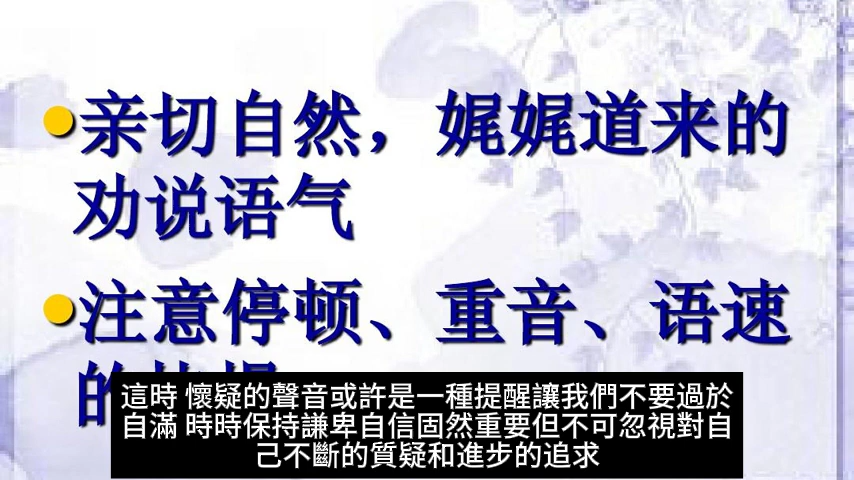 亲切自然，娓娓道来的
劝说语气
注意停顿、重音、语速
的
這時 懷疑的聲音或許是一種提醒讓我們不要過於
自滿 時時保持謙卑自信固然重要但不可忽視對自
己不斷的質疑和進步的追求